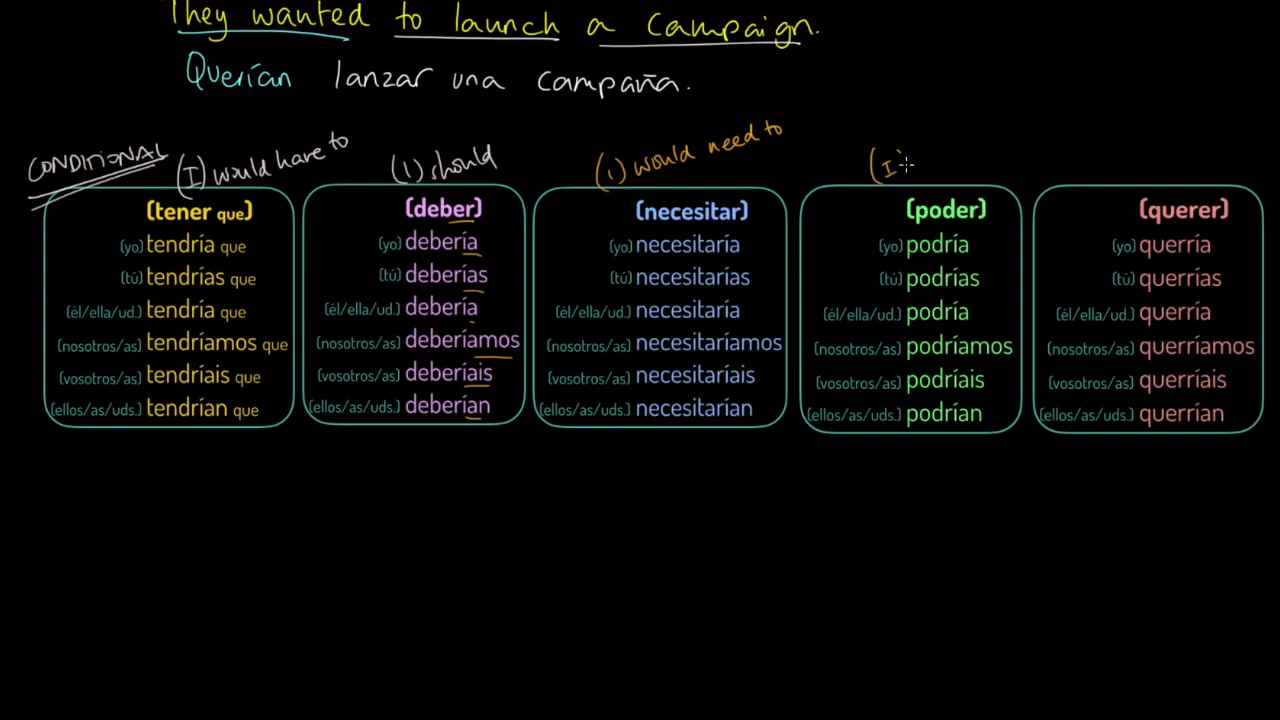 They wanted to launch a campaign.
Querían lanzar una campaña.
CONDITIONAL
(I) would have to
(I) should
(I) would need to
(I
(tener que)
(yo) tendría que
(tú) tendrías que
(él/ella/ud.) tendría que
(nosotros/as) tendríamos que
(vosotros/as) tendríais que
(ellos/as/uds.) tendrían que
(deber)
(yo) debería
(tú) deberías
(él/ella/ud.) debería
(nosotros/as) deberíamos
(vosotros/as) deberíais
(ellos/as/uds.) deberían
(necesitar)
(yo) necesitaría
(tú) necesitarías
(él/ella/ud.) necesitaría
(nosotros/as) necesitaríamos
(vosotros/as) necesitaríais
(ellos/as/uds.) necesitarían
(poder)
(yo) podría
(tú) podrías
(él/ella/ud.) podría
(nosotros/as) podríamos
(vosotros/as) podríais
(ellos/as/uds.) podrían
(querer)
(yo) querría
(tú) querrías
(él/ella/ud.) querría
(nosotros/as) querríamos
(vosotros/as) querríais
(ellos/as/uds.) querrían